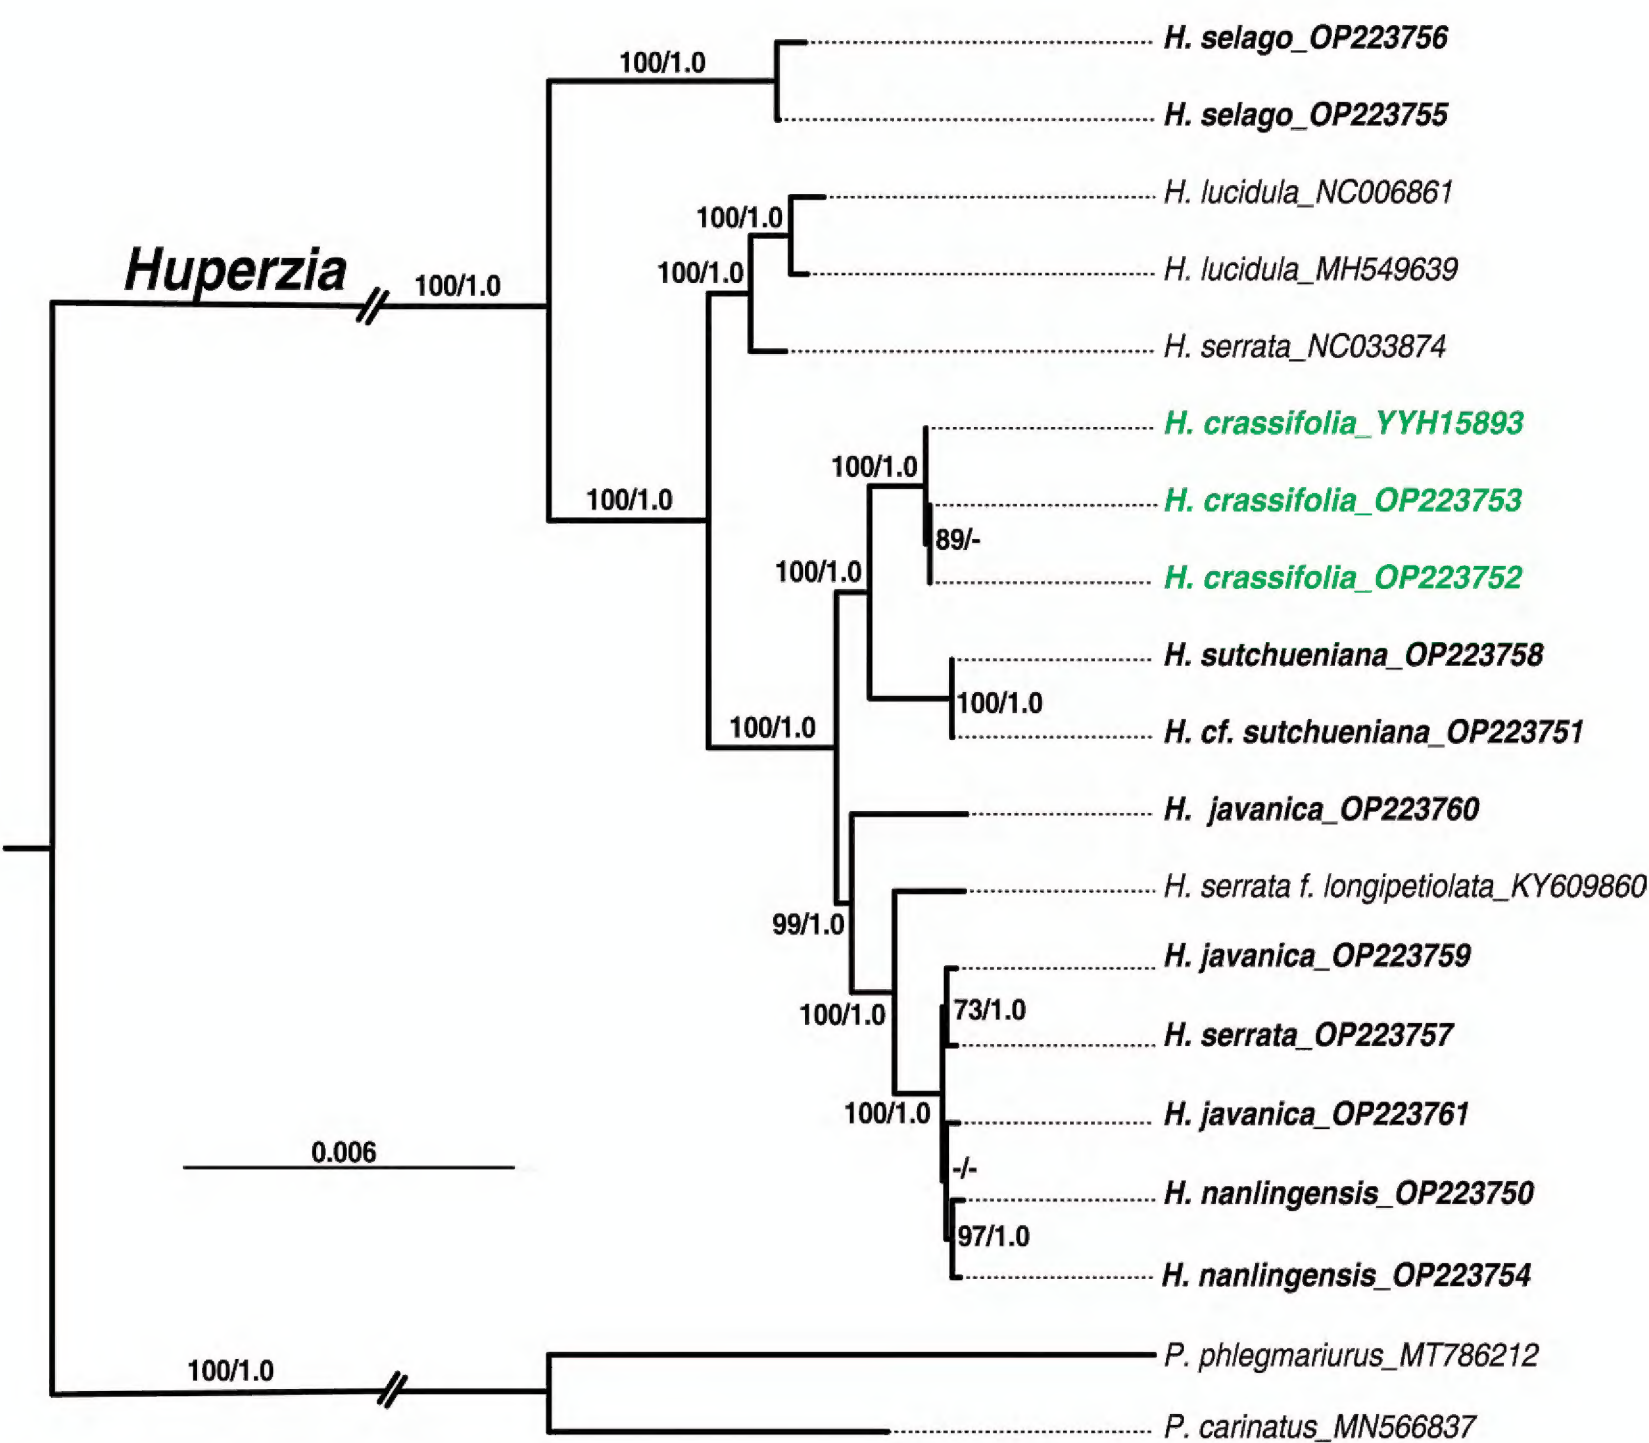 H. selago_OP223756
100/1.0
H. selago_OP223755
H. lucidula_NC006861
100/1.0
Huperzia
100/1.0
100/1.0
H. lucidula_MH549639
H. serrata_NC033874
H. crassifolia_YYH15893
100/1.0
100/1.0
H. crassifolia_OP223753
89/-
100/1.0
H. crassifolia_OP223752
H. sutchueniana_OP223758
100/1.0
100/1.0
H. cf. sutchueniana_OP223751
H. javanica_OP223760
H. serrata f. longipetiolata_KY609860
99/1.0
H. javanica_OP223759
100/1.0
73/1.0
H. serrata_OP223757
100/1.0
H. javanica_OP223761
0.006
-/-
H. nanlingensis_OP223750
97/1.0
H. nanlingensis_OP223754
100/1.0
P. phlegmariurus_MT786212
P. carinatus_MN566837